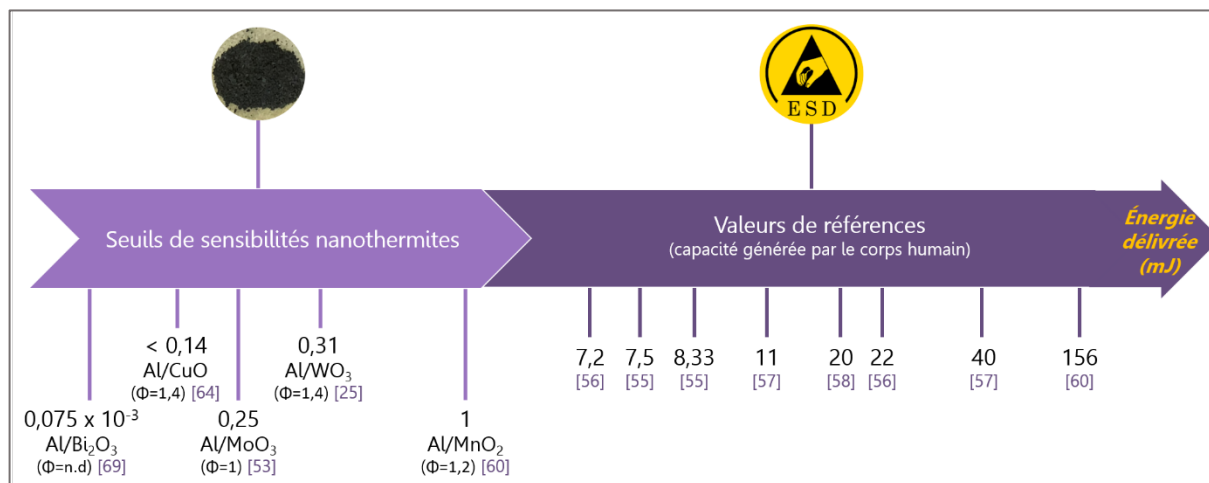 ESD
Seuils de sensibilités nanothermites
Valeurs de références
(capacité générée par le corps humain)
Énergie
délivrée
(mJ)
< 0,14
Al/CuO
(Φ=1,4) [64]
0,31
Al/WO₃
(Φ=1,4) [25]
7,2
[56]
7,5
[55]
8,33
[55]
11
[57]
20
[58]
22
[56]
40
[57]
156
[60]
0,075 x 10⁻³
Al/Bi₂O₃
(Φ=n.d) [69]
0,25
Al/MoO₃
(Φ=1) [53]
1
Al/MnO₂
(Φ=1,2) [60]